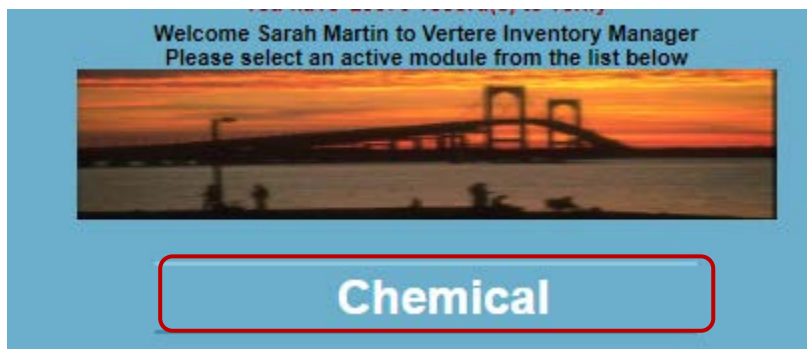 Welcome Sarah Martin to Vertere Inventory Manager
Please select an active module from the list below
Chemical